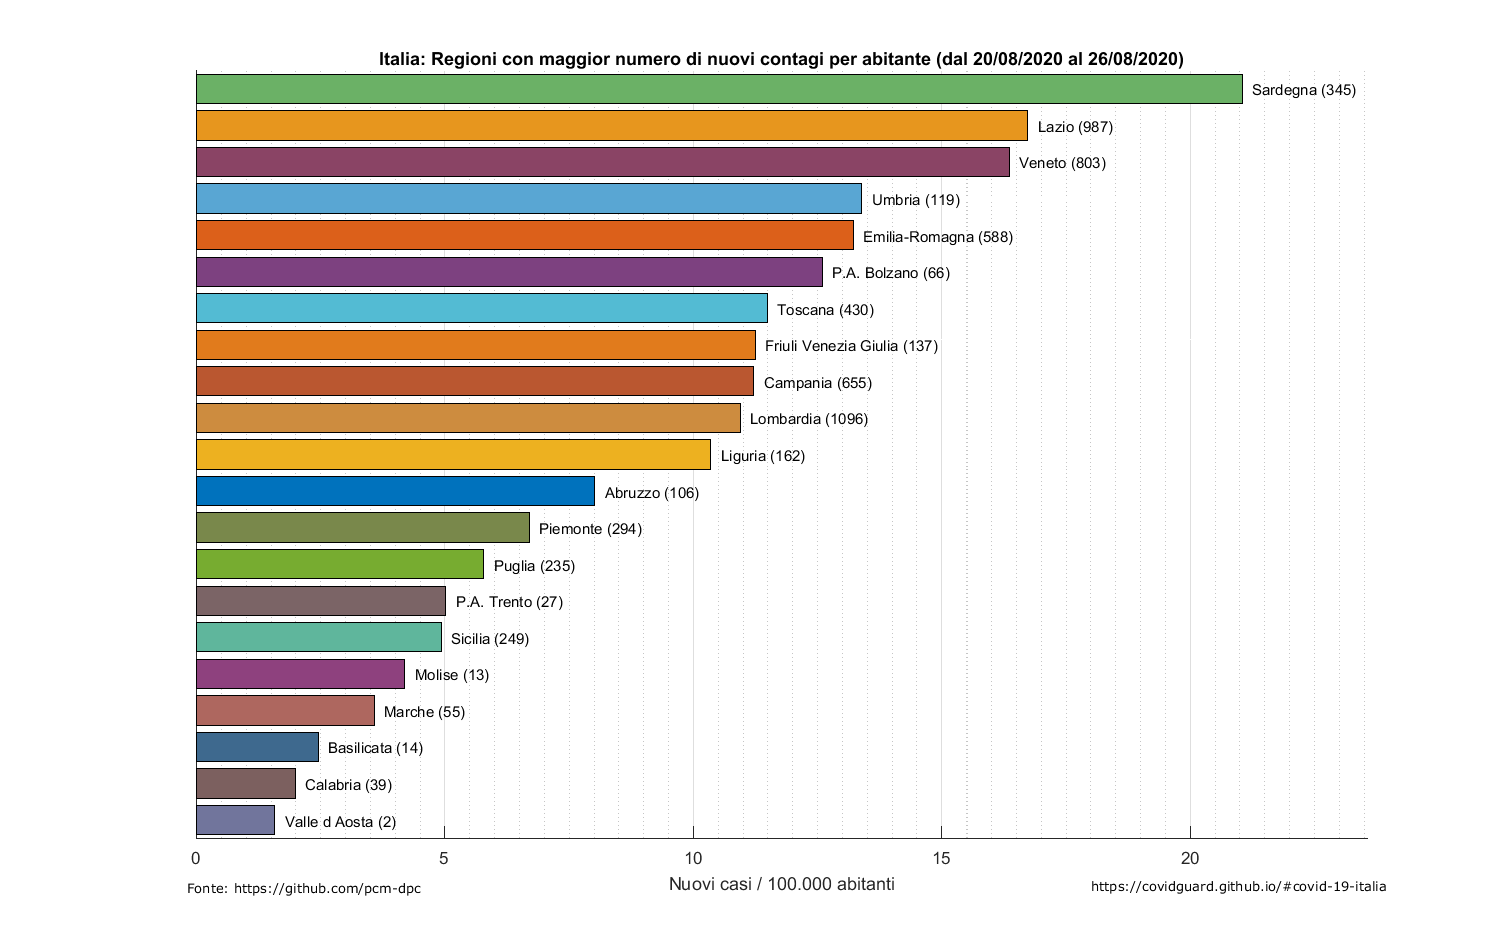 Italia: Regioni con maggior numero di nuovi contagi per abitante (dal 20/08/2020 al 26/08/2020)
Sardegna (345)
Lazio (987)
Veneto (803)
Umbria (119)
Emilia-Romagna (588)
P.A. Bolzano (66)
Toscana (430)
Friuli Venezia Giulia (137)
Campania (655)
Lombardia (1096)
Liguria (162)
Abruzzo (106)
Piemonte (294)
Puglia (235)
P.A. Trento (27)
Sicilia (249)
Molise (13)
Marche (55)
Basilicata (14)
Calabria (39)
Valle d Aosta (2)
0 5 10 15 20
Nuovi casi / 100.000 abitanti
Fonte: https://github.com/pcm-dpc
https://covidguard.github.io/#covid-19-italia